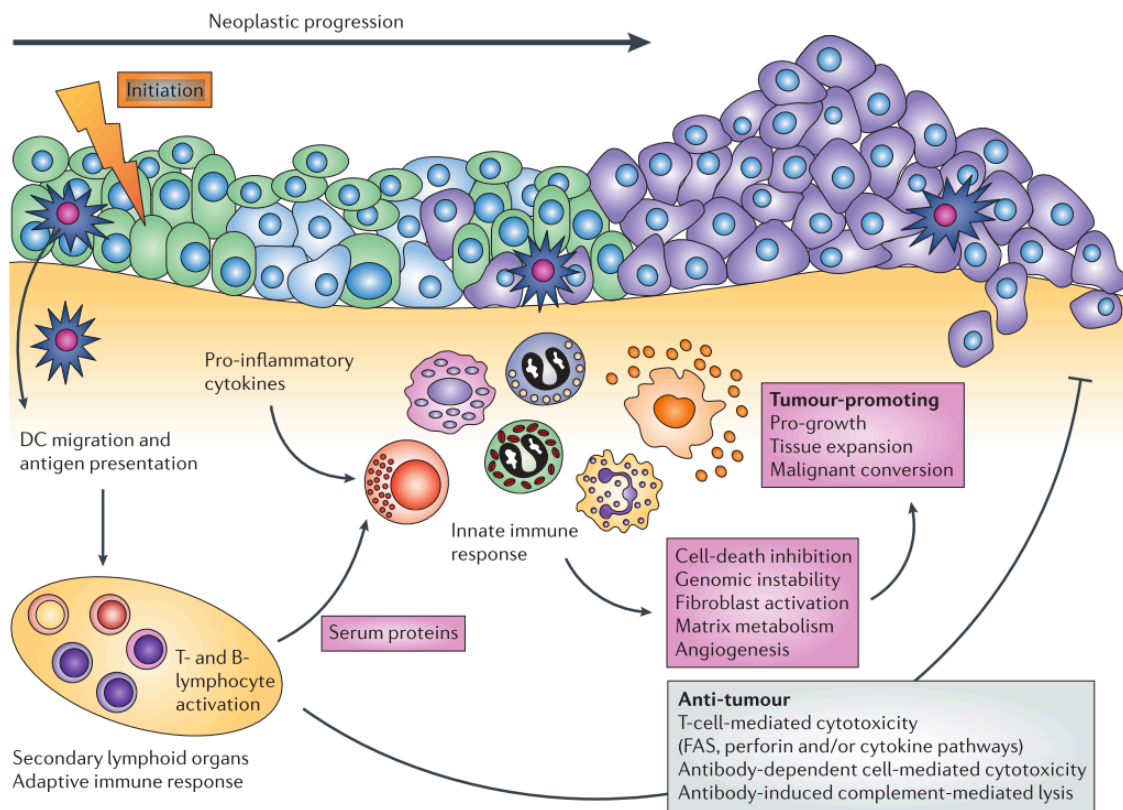 Neoplastic progression
Initiation
Pro-inflammatory
cytokines
DC migration and
antigen presentation
Tumour-promoting
Pro-growth
Tissue expansion
Malignant conversion
Innate immune
response
Cell-death inhibition
Genomic instability
Fibroblast activation
Matrix metabolism
Angiogenesis
Serum proteins
T- and B-
lymphocyte
activation
Secondary lymphoid organs
Adaptive immune response
Anti-tumour
T-cell-mediated cytotoxicity
(FAS, perforin and/or cytokine pathways)
Antibody-dependent cell-mediated cytotoxicity
Antibody-induced complement-mediated lysis